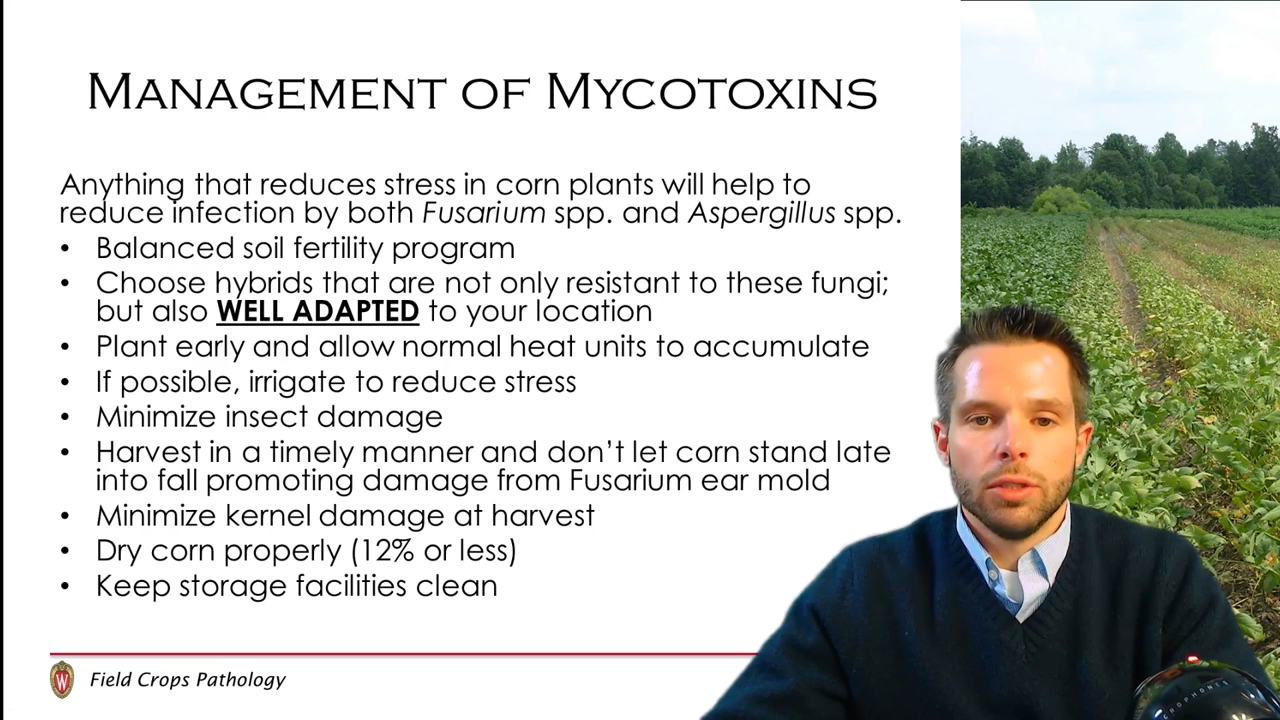 MANAGEMENT OF MYCOTOXINS
Anything that reduces stress in corn plants will help to
reduce infection by both Fusarium spp. and Aspergillus spp.
• Balanced soil fertility program
• Choose hybrids that are not only resistant to these fungi;
but also WELL ADAPTED to your location
• Plant early and allow normal heat units to accumulate
• If possible, irrigate to reduce stress
• Minimize insect damage
• Harvest in a timely manner and don't let corn stand late
into fall promoting damage from Fusarium ear mold
• Minimize kernel damage at harvest
• Dry corn properly (12% or less)
• Keep storage facilities clean
W
Field Crops Pathology